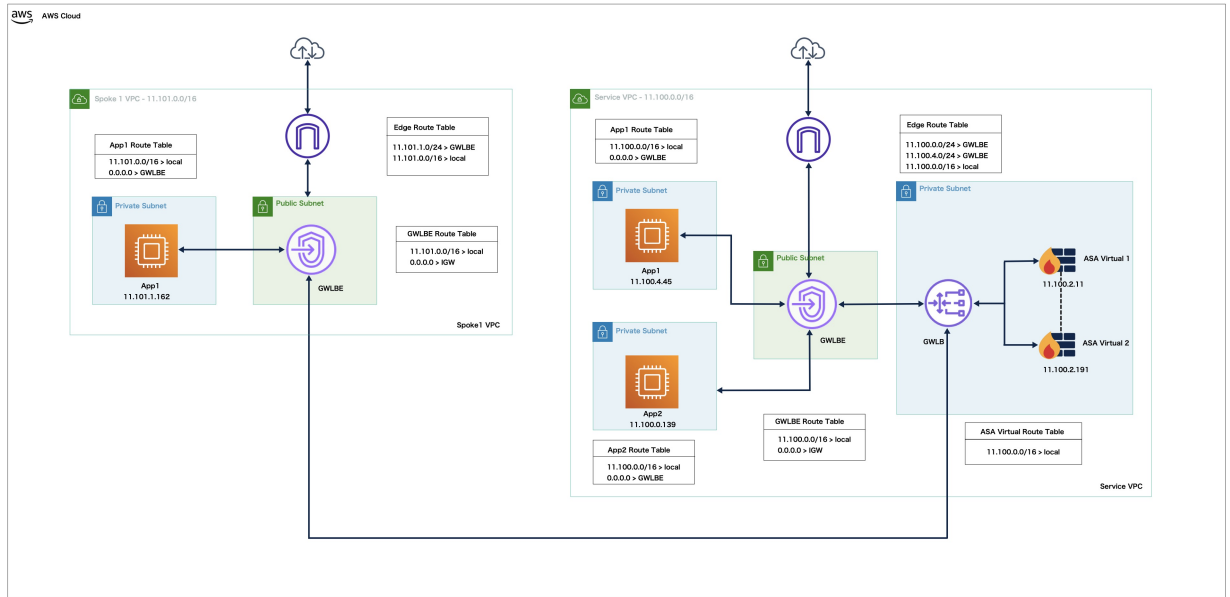 aws
AWS Cloud
Spoke 1 VPC - 11.101.0.0/16
App1 Route Table
11.101.0.0/16 > local
0.0.0.0 > GWLBE
Edge Route Table
11.101.1.0/24 > GWLBE
11.101.0.0/16 > local
Private Subnet
App1
11.101.1.162
Public Subnet
GWLBE
GWLBE Route Table
11.101.0.0/16 > local
0.0.0.0 > IGW
Spoke1 VPC
Service VPC - 11.100.0.0/16
App1 Route Table
11.100.0.0/16 > local
0.0.0.0 > GWLBE
Edge Route Table
11.100.0.0/24 > GWLBE
11.100.4.0/24 > GWLBE
11.100.0.0/16 > local
Private Subnet
App1
11.100.4.45
Public Subnet
GWLBE
Private Subnet
GWLB
ASA Virtual 1
11.100.2.11
ASA Virtual 2
11.100.2.191
Private Subnet
App2
11.100.0.139
App2 Route Table
11.100.0.0/16 > local
0.0.0.0 > GWLBE
GWLBE Route Table
11.100.0.0/16 > local
0.0.0.0 > IGW
ASA Virtual Route Table
11.100.0.0/16 > local
Service VPC